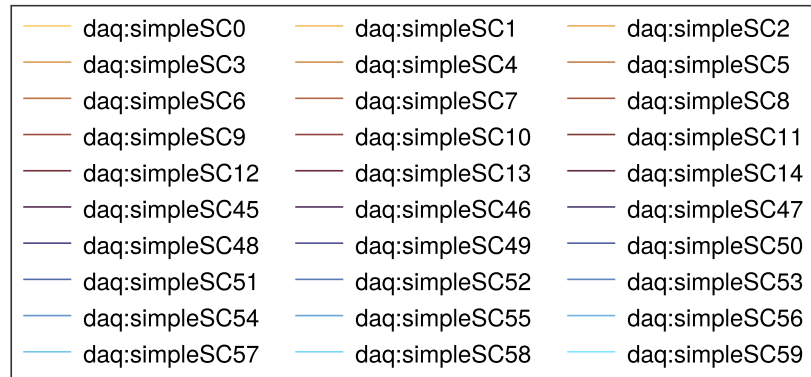 daq:simpleSC0 daq:simpleSC1 daq:simpleSC2
daq:simpleSC3 daq:simpleSC4 daq:simpleSC5
daq:simpleSC6 daq:simpleSC7 daq:simpleSC8
daq:simpleSC9 daq:simpleSC10 daq:simpleSC11
daq:simpleSC12 daq:simpleSC13 daq:simpleSC14
daq:simpleSC45 daq:simpleSC46 daq:simpleSC47
daq:simpleSC48 daq:simpleSC49 daq:simpleSC50
daq:simpleSC51 daq:simpleSC52 daq:simpleSC53
daq:simpleSC54 daq:simpleSC55 daq:simpleSC56
daq:simpleSC57 daq:simpleSC58 daq:simpleSC59